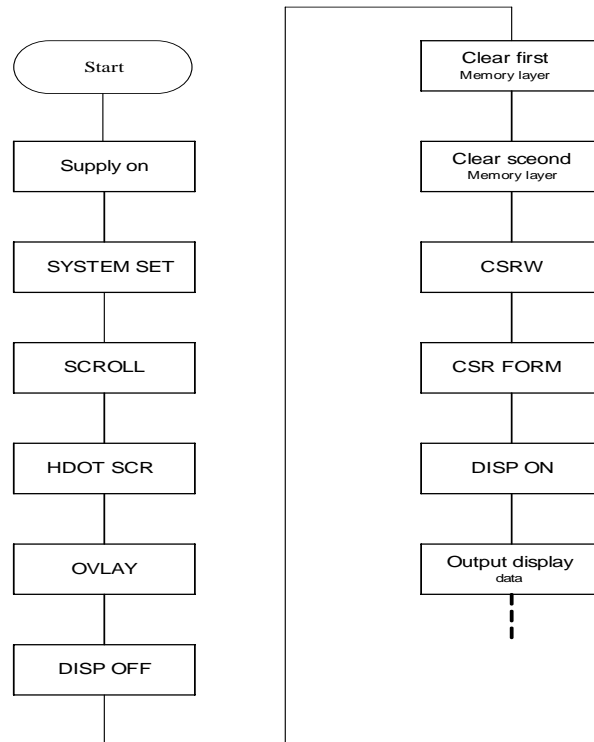 Start
Supply on
SYSTEM SET
SCROLL
HDOT SCR
OVLAY
DISP OFF
Clear first
Memory layer
Clear sceond
Memory layer
CSRW
CSR FORM
DISP ON
Output display
data